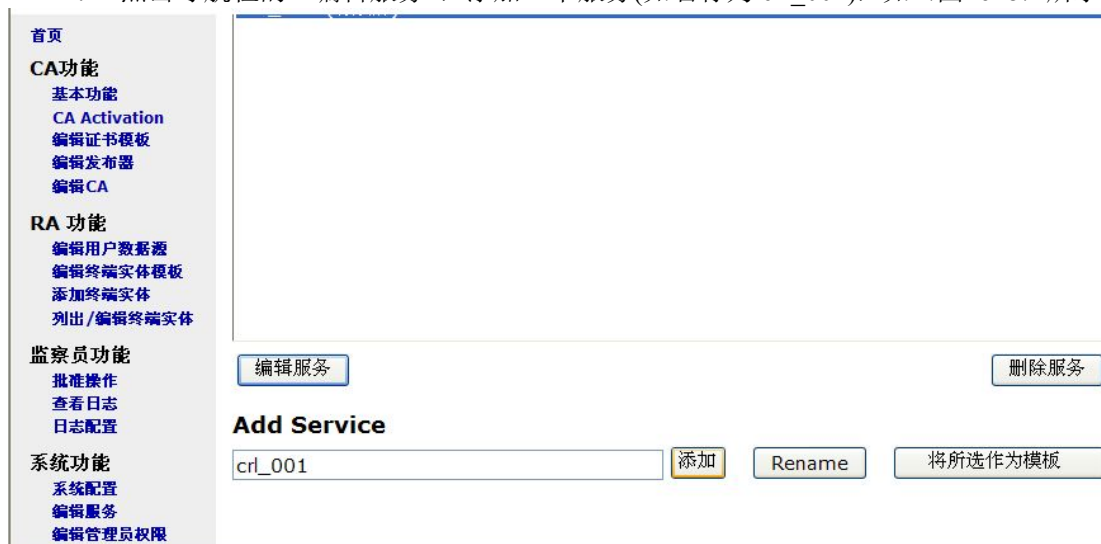 首页
CA功能
基本功能
CA Activation
编辑证书模板
编辑发布器
编辑CA
RA 功能
编辑用户数据源
编辑终端实体模板
添加终端实体
列出/编辑终端实体
监察员功能
批准操作
查看日志
日志配置
系统功能
系统配置
编辑服务
编辑管理员权限
编辑服务
删除服务
Add Service
crl_001
添加
Rename
将所选作为模板